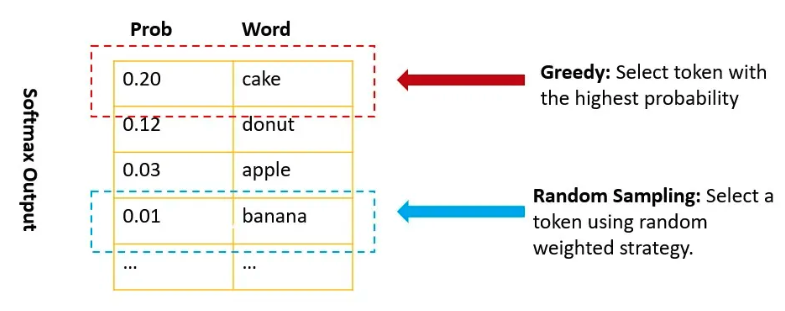 Prob Word
Softmax Output
0.20 cake
0.12 donut
0.03 apple
0.01 banana
... ...
Greedy: Select token with
the highest probability
Random Sampling: Select a
token using random
weighted strategy.